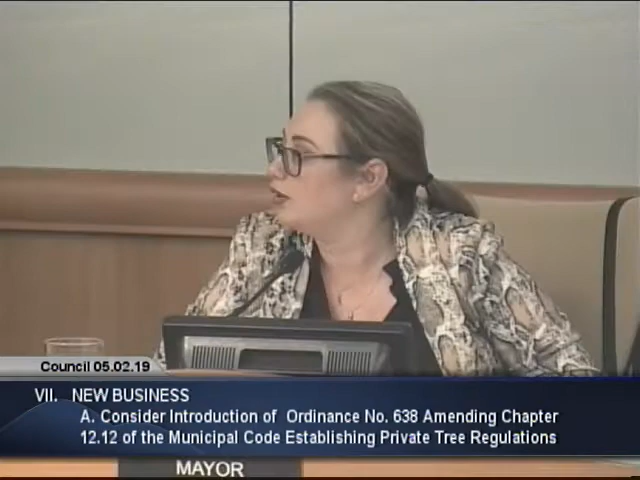 Council 05.02.19
VII. NEW BUSINESS
A. Consider Introduction of Ordinance No. 638 Amending Chapter
12.12 of the Municipal Code Establishing Private Tree Regulations
MAYOR